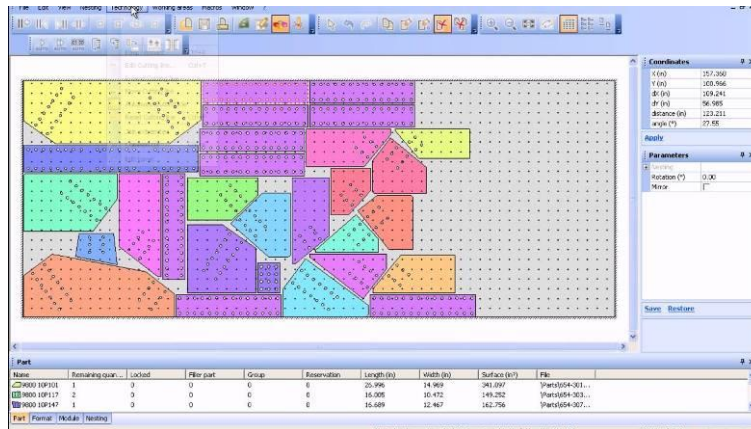 File Edit View Nesting Technology Working areas Macros Window ?
Coordinates
X (in) 157.360
Y (in) 100.966
dX (in) 109.241
dY (in) 56.985
distance (in) 123.211
angle (°) 27.55
Apply
Parameters
Nesting
Rotation (°) 0.00
Mirror
Save Restore
Part
Name Remaining quan... Locked Filler part Group Reservation Length (in) Width (in) Surface (in²) File
9800 10P101 1 0 0 0 0 26.996 14.969 341.097 \Parts\654-301...
9800 10P117 2 0 0 0 0 16.005 10.472 149.252 \Parts\654-303...
9800 10P147 1 0 0 0 0 16.689 12.467 162.756 \Parts\654-307...
Part Format Module Nesting